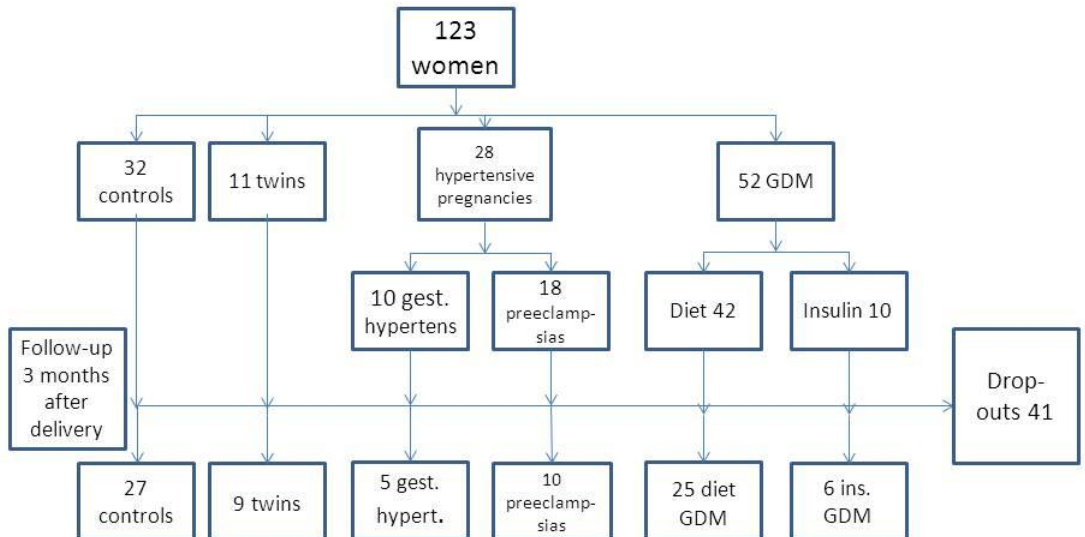 123
women
32
controls
11 twins
28
hypertensive
pregnancies
52 GDM
10 gest.
hypertens
18
preeclamp-
sias
Diet 42
Insulin 10
Follow-up
3 months
after
delivery
Drop-
outs 41
27
controls
9 twins
5 gest.
hypert.
10
preeclamp-
sias
25 diet
GDM
6 ins.
GDM